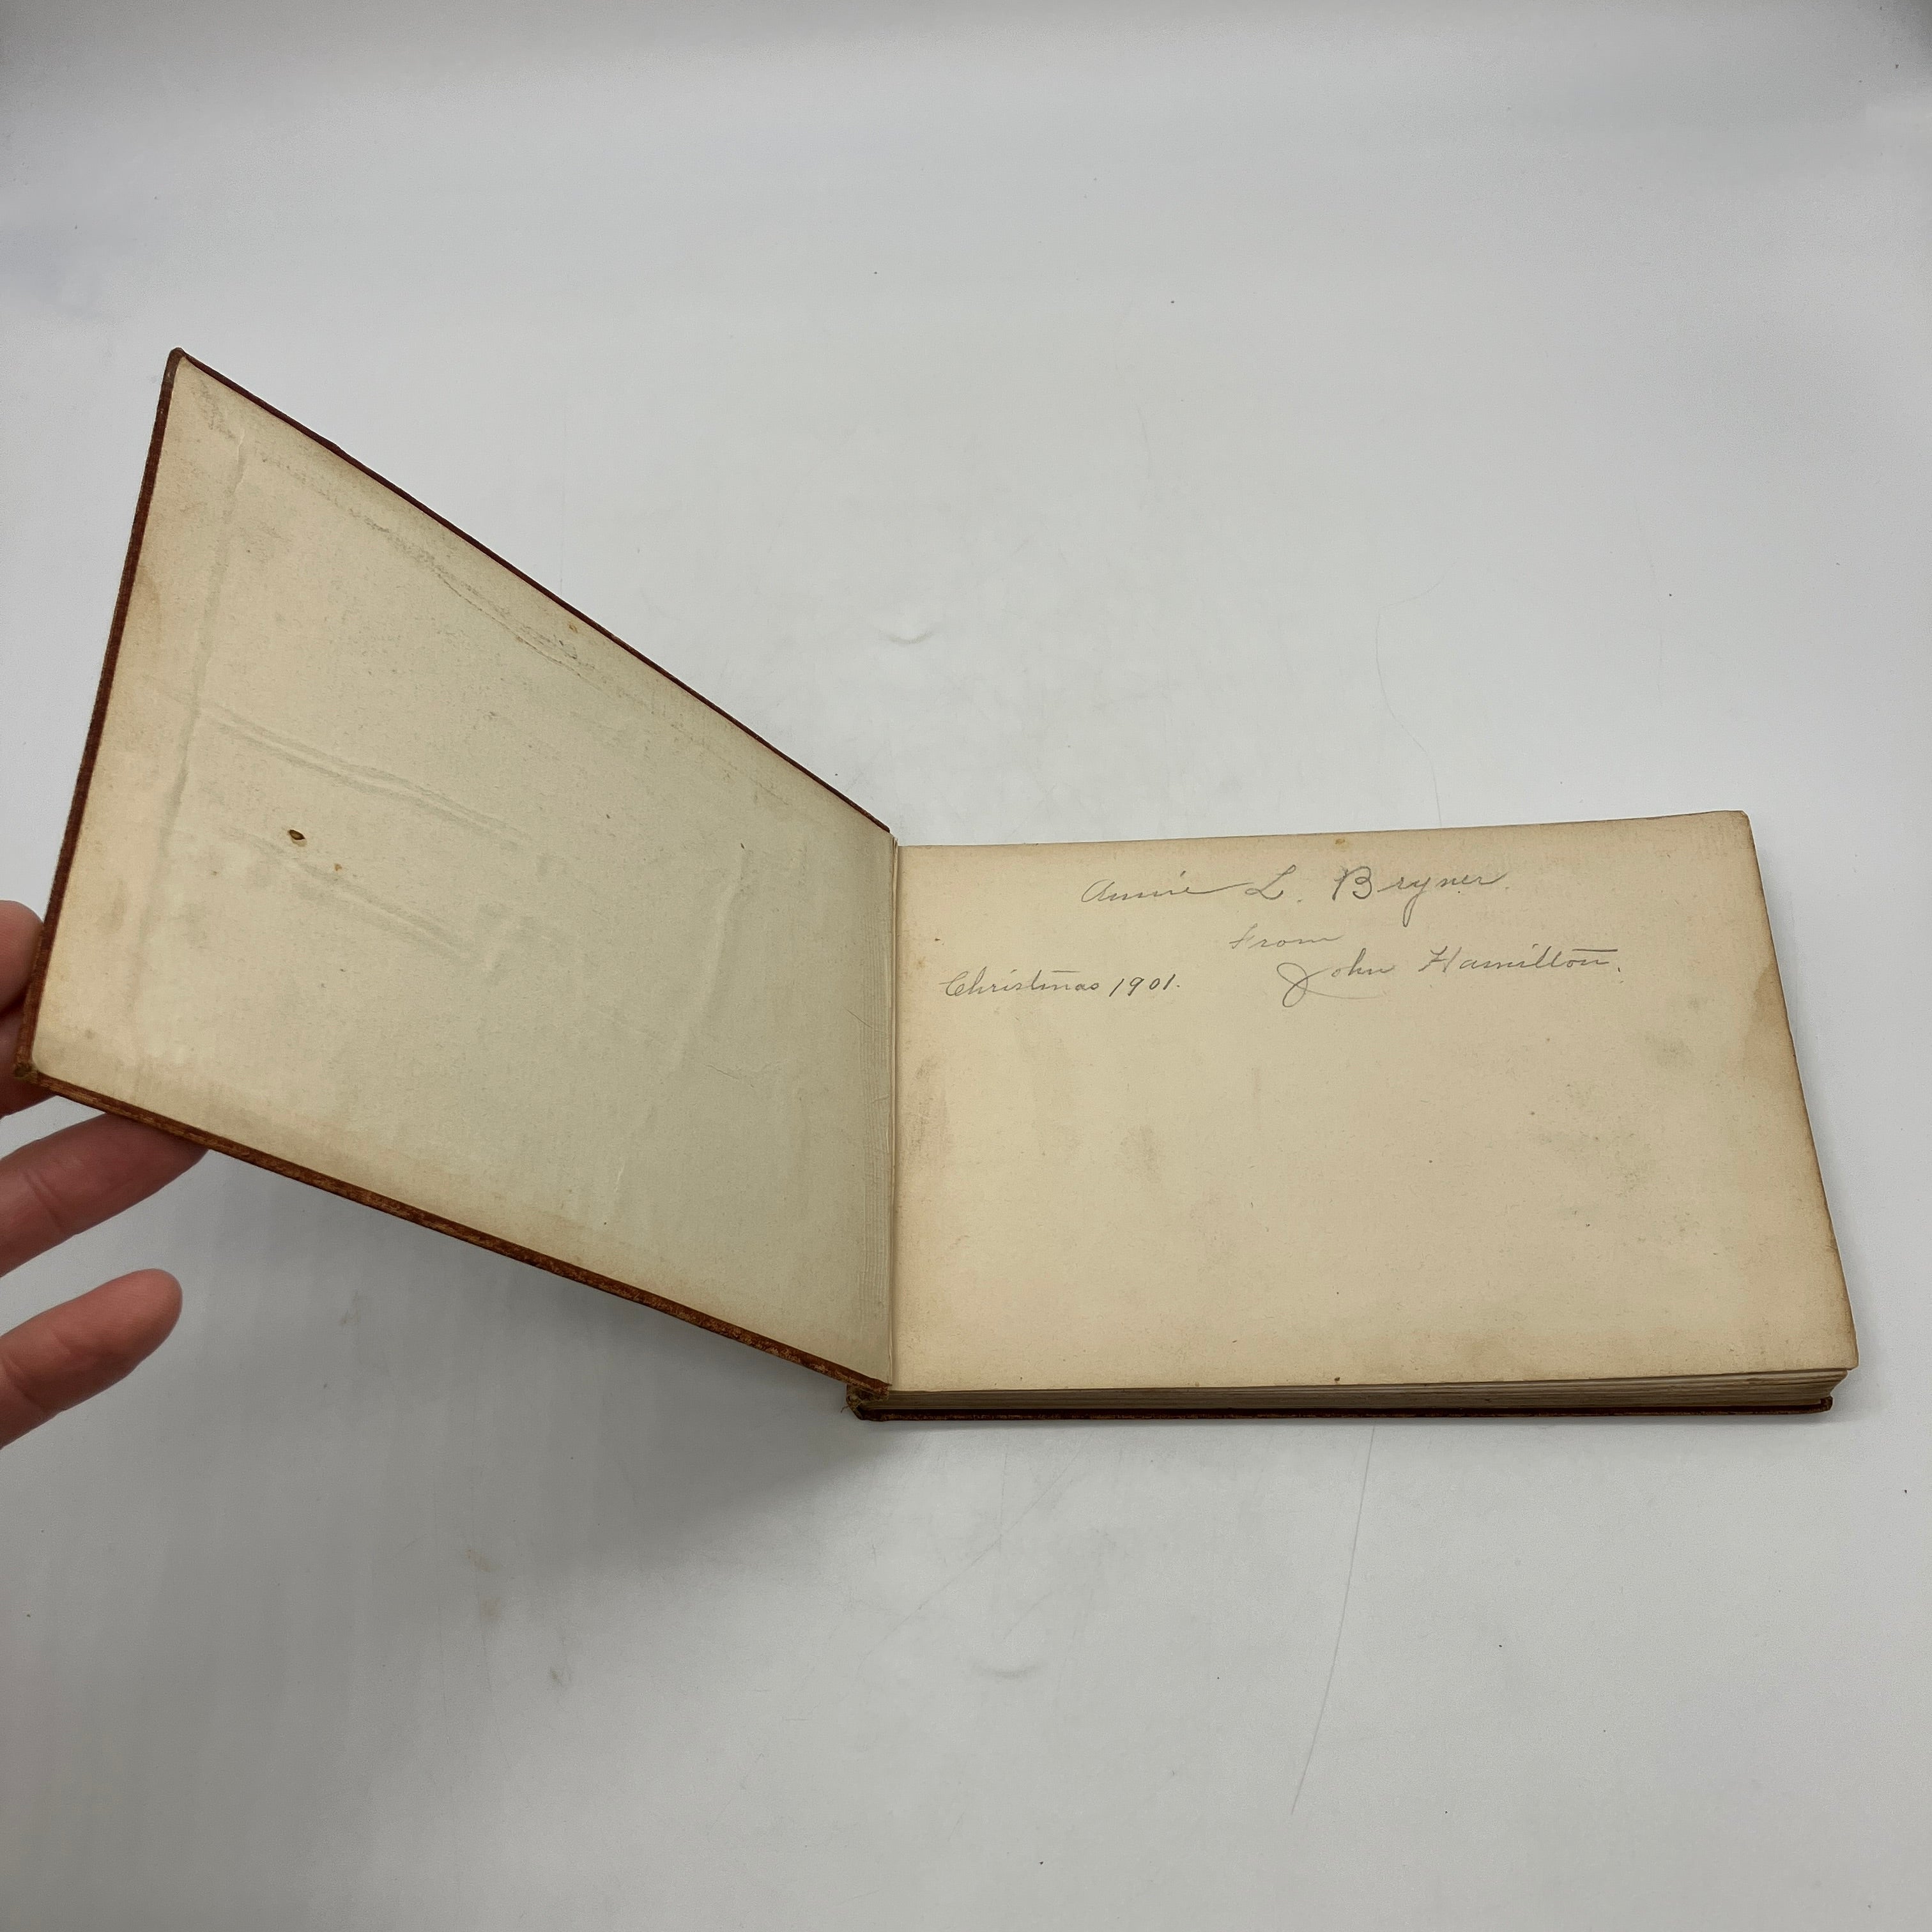 Annie L. Bryner.
From
John Hamilton.
Christmas 1901.